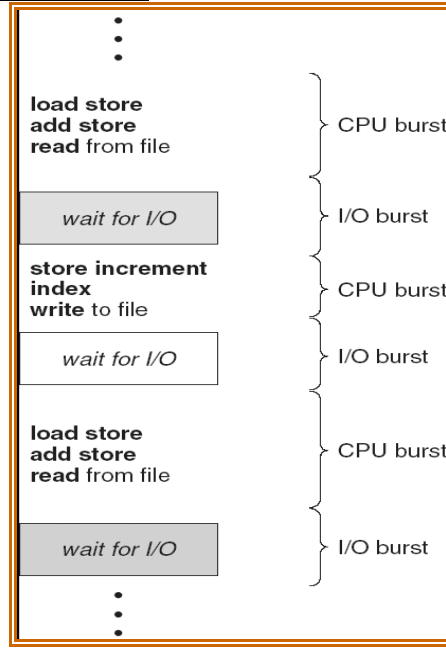 load store
add store
read from file
CPU burst
wait for I/O
I/O burst
store increment
index
write to file
CPU burst
wait for I/O
I/O burst
load store
add store
read from file
CPU burst
wait for I/O
I/O burst